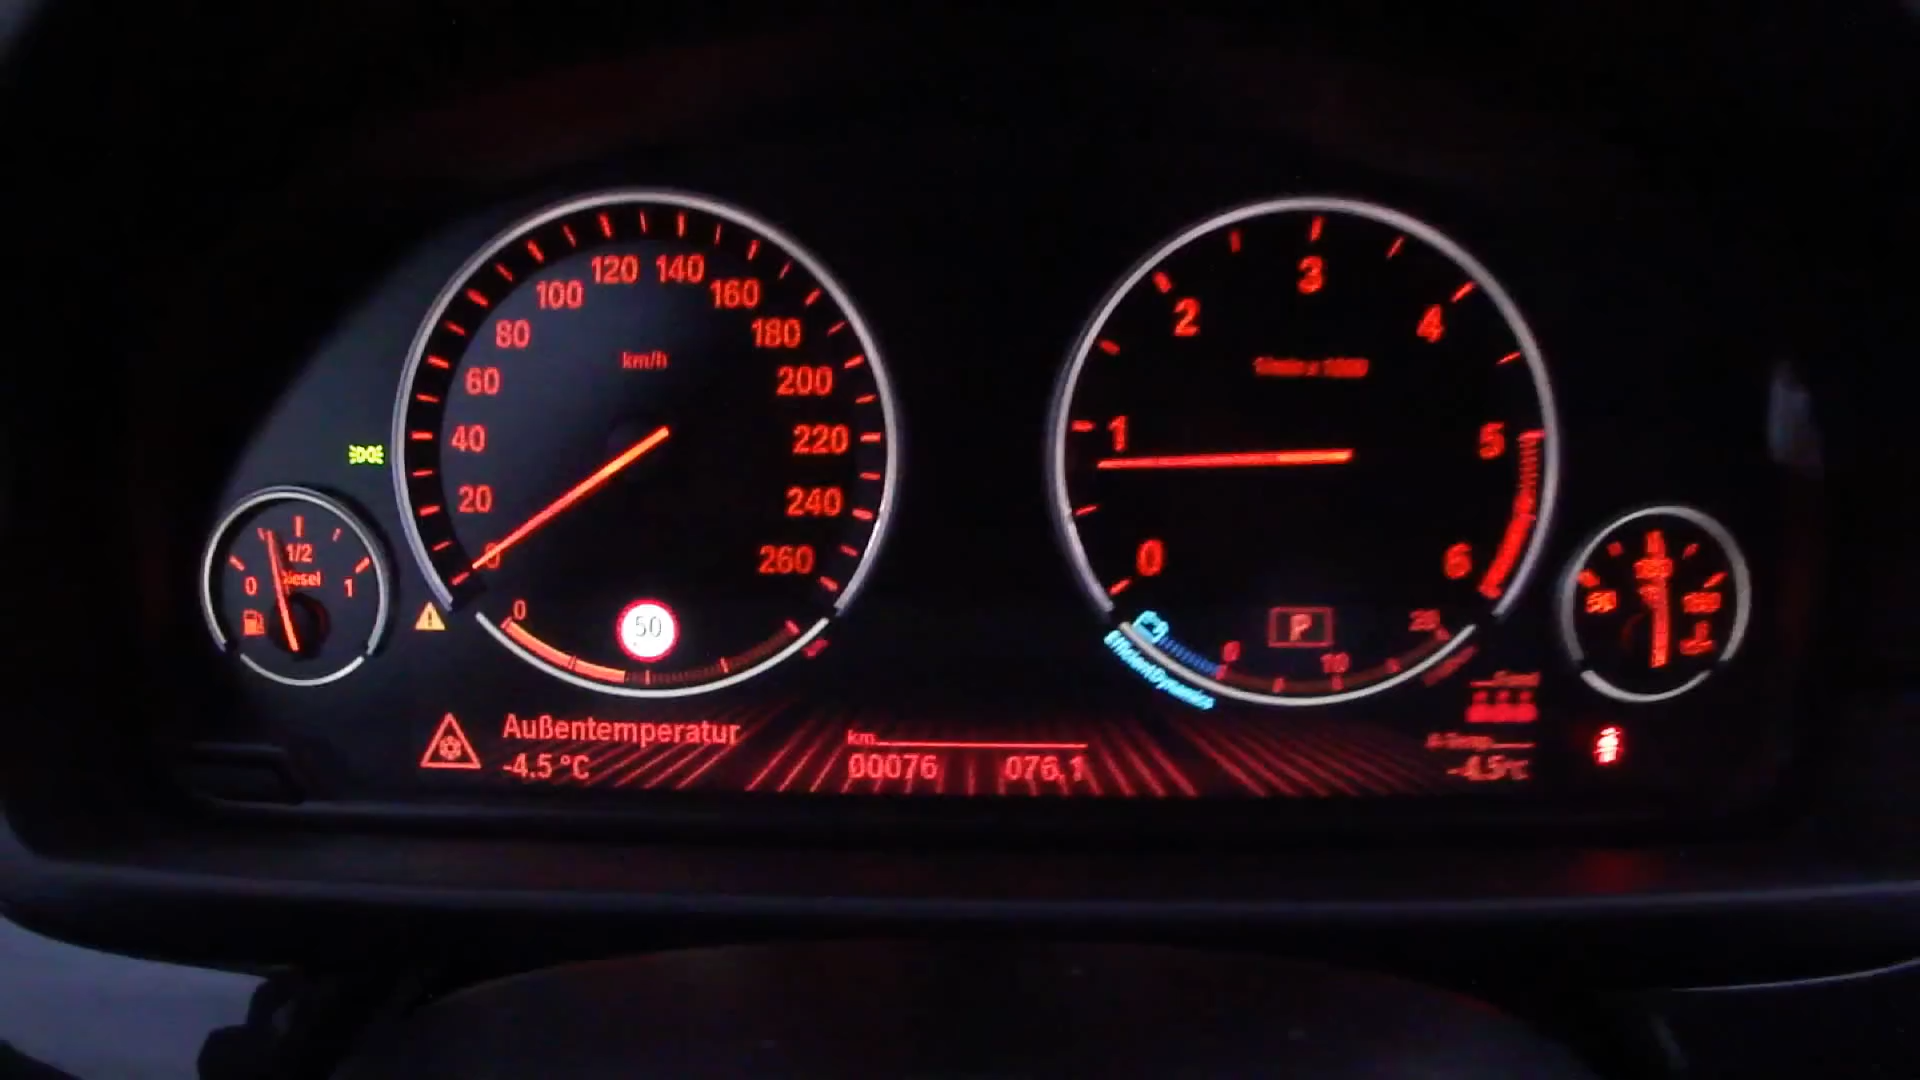 120 140
100 160
80 180
60 200
40 220
20 240
0 260
km/h
0
50
3
2 4
1 5
0 6
P
0 10 20
EfficientDynamics
1/2
0 1
Diesel
Außentemperatur
-4.5 °C
km
00076 076,1
-4.5°C